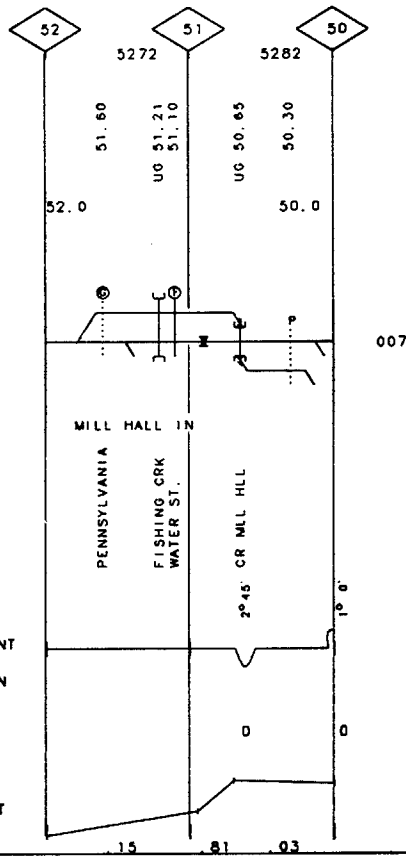 52 51 50
5272 5282
51.60
UG 51.21
51.10
UG 50.65
50.30
52.0 50.0
G
P
007
MILL HALL IN
PENNSYLVANIA
FISHING CRK
WATER ST.
2°45' CR MLL HLL
1° 0'
NT
N
0 0
T
.15 .81 .03